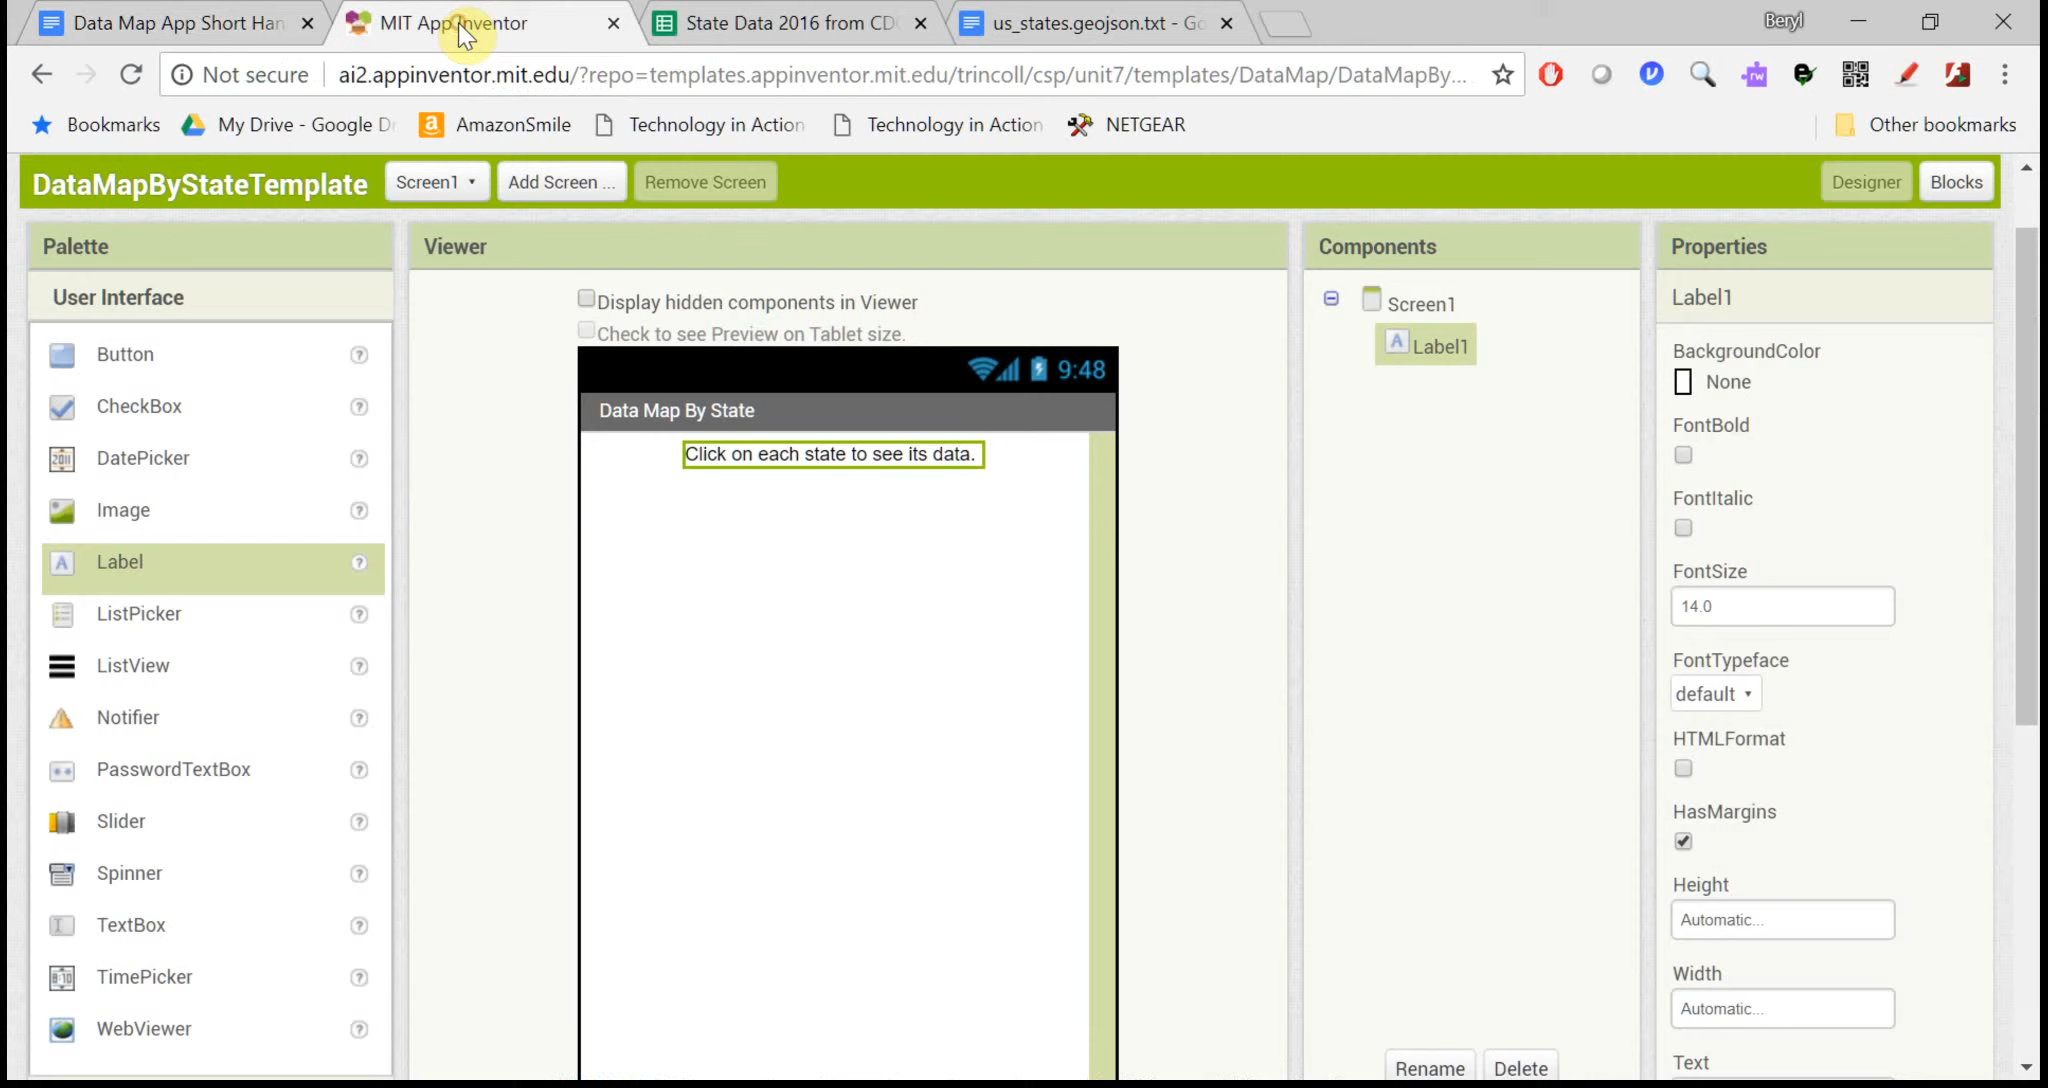 Data Map App Short Han
MIT App Inventor
State Data 2016 from CD
us_states.geojson.txt - Go
Beryl
Not secure
ai2.appinventor.mit.edu/?repo=templates.appinventor.mit.edu/trincoll/csp/unit7/templates/DataMap/DataMapBy...
Bookmarks
My Drive - Google Dr
AmazonSmile
Technology in Action
Technology in Action
NETGEAR
Other bookmarks
DataMapByStateTemplate
Screen1
Add Screen ...
Remove Screen
Designer
Blocks
Palette
Viewer
Components
Properties
User Interface
Button
CheckBox
DatePicker
Image
Label
ListPicker
ListView
Notifier
PasswordTextBox
Slider
Spinner
TextBox
TimePicker
WebViewer
Display hidden components in Viewer
Check to see Preview on Tablet size.
9:48
Data Map By State
Click on each state to see its data.
Screen1
Label1
Rename
Delete
Label1
BackgroundColor
None
FontBold
FontItalic
FontSize
14.0
FontTypeface
default
HTMLFormat
HasMargins
Height
Automatic...
Width
Automatic...
Text